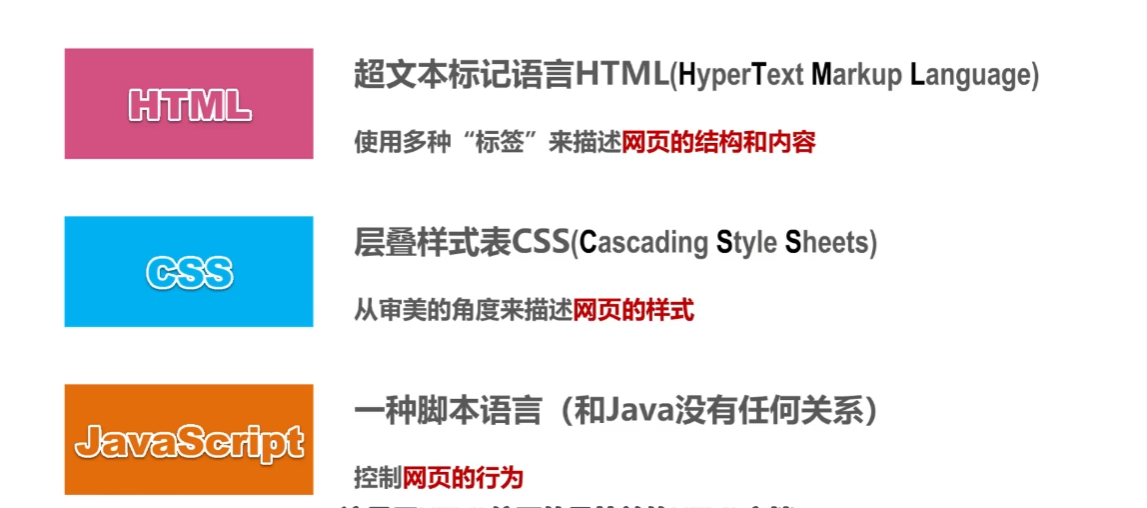 HTML
超文本标记语言HTML(HyperText Markup Language)
使用多种“标签”来描述网页的结构和内容
CSS
层叠样式表CSS(Cascading Style Sheets)
从审美的角度来描述网页的样式
JavaScript
一种脚本语言（和Java没有任何关系）
控制网页的行为